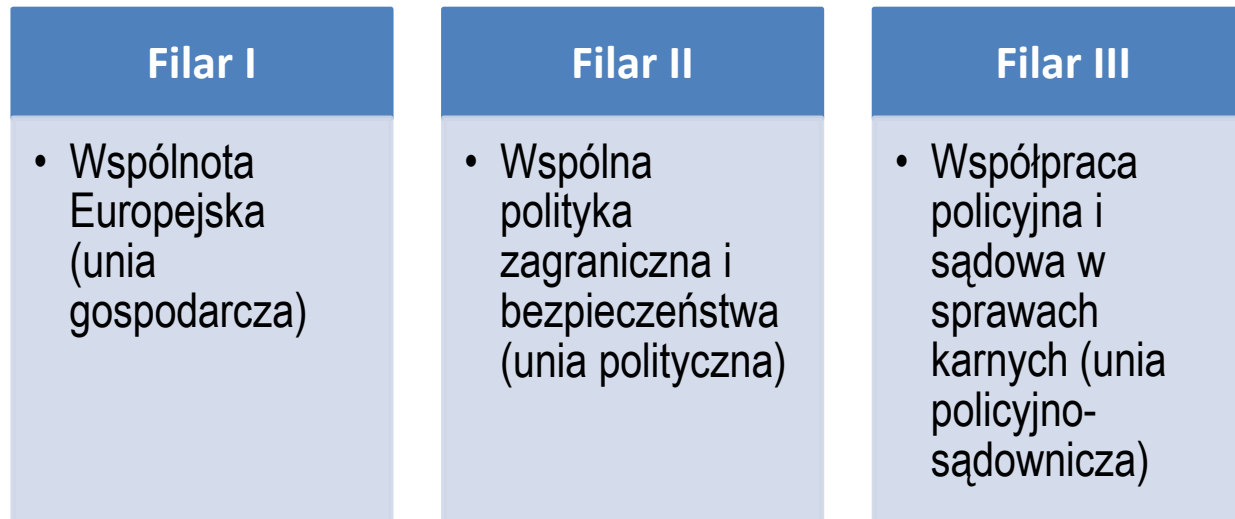 Filar I
• Wspólnota
Europejska
(unia
gospodarcza)
Filar II
• Wspólna
polityka
zagraniczna i
bezpieczeństwa
(unia polityczna)
Filar III
• Współpraca
policyjna i
sądowa w
sprawach
karnych (unia
policyjno-
sądownicza)